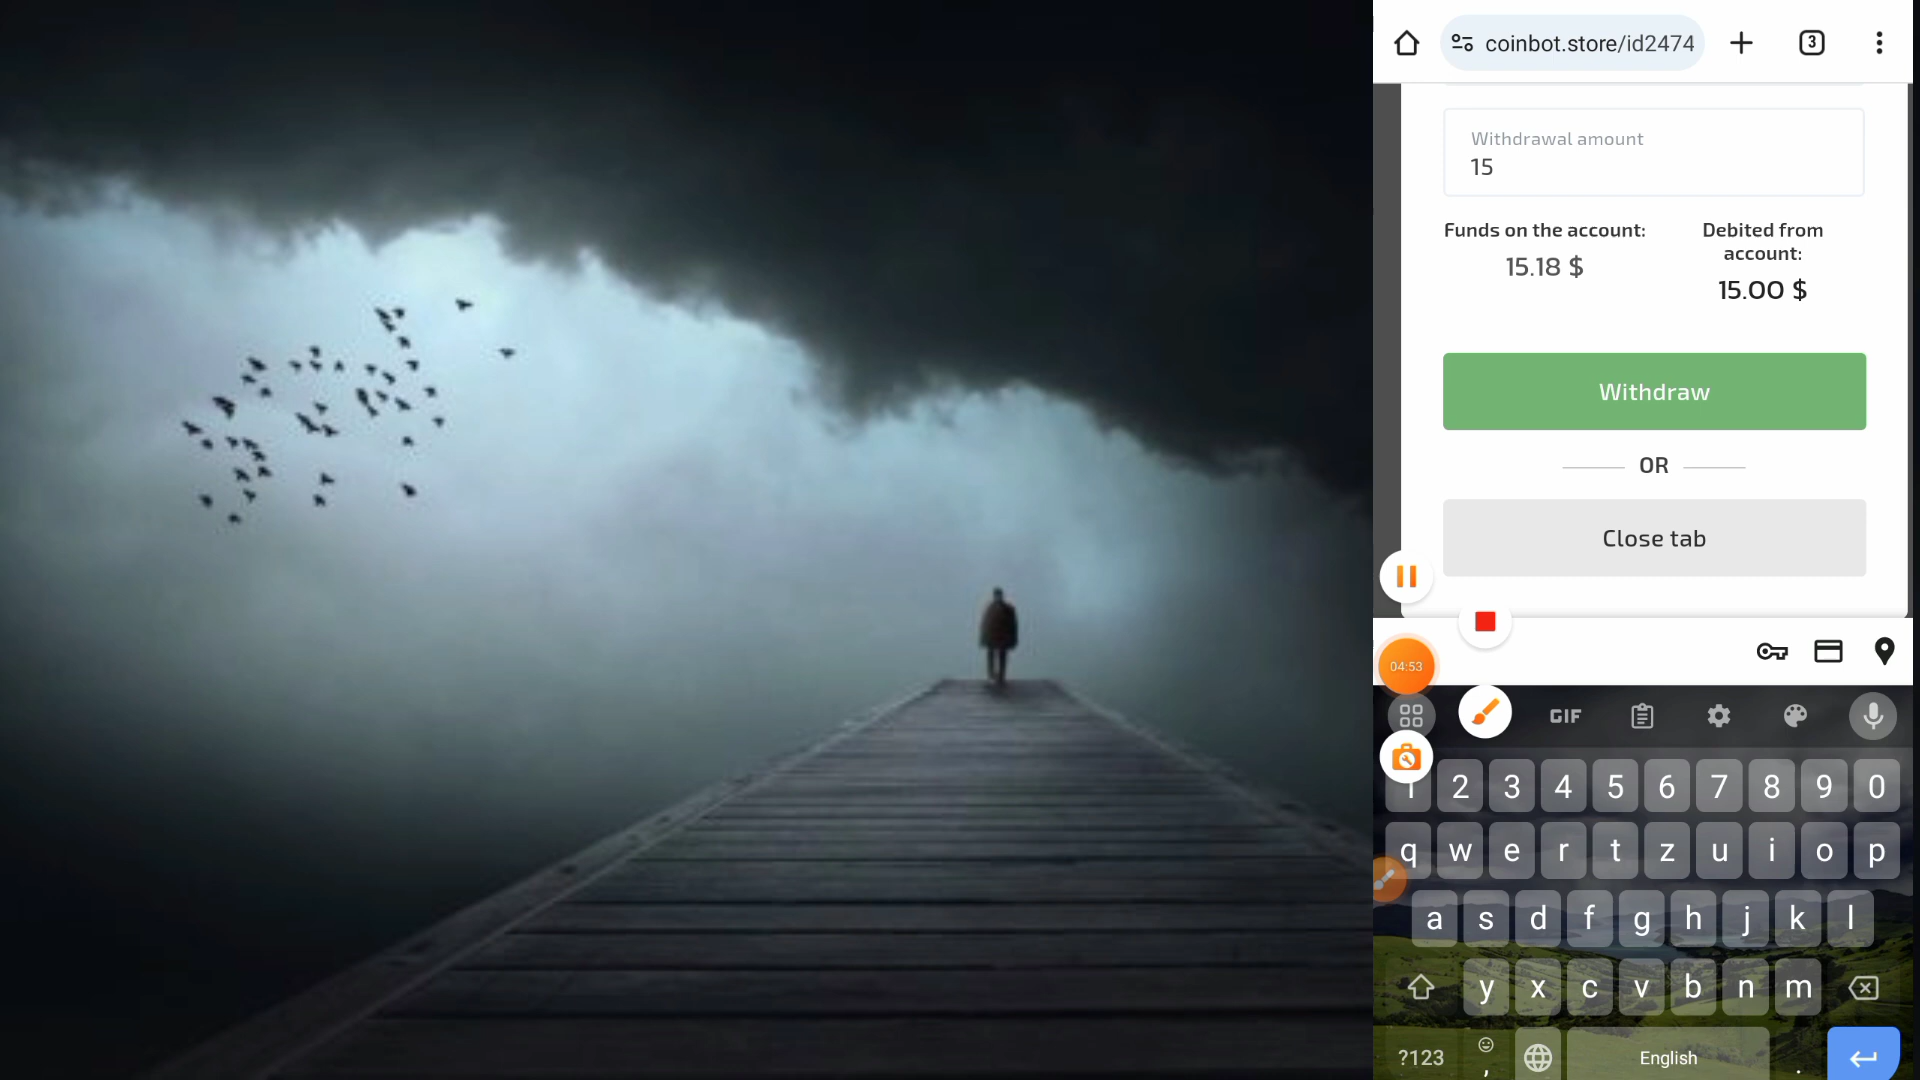 coinbot.store/id2474
3
Withdrawal amount
15
Funds on the account:
15.18 $
Debited from
account:
15.00 $
Withdraw
OR
Close tab
04:53
GIF
1 2 3 4 5 6 7 8 9 0
q w e r t z u i o p
a s d f g h j k l
y x c v b n m
?123 , English .